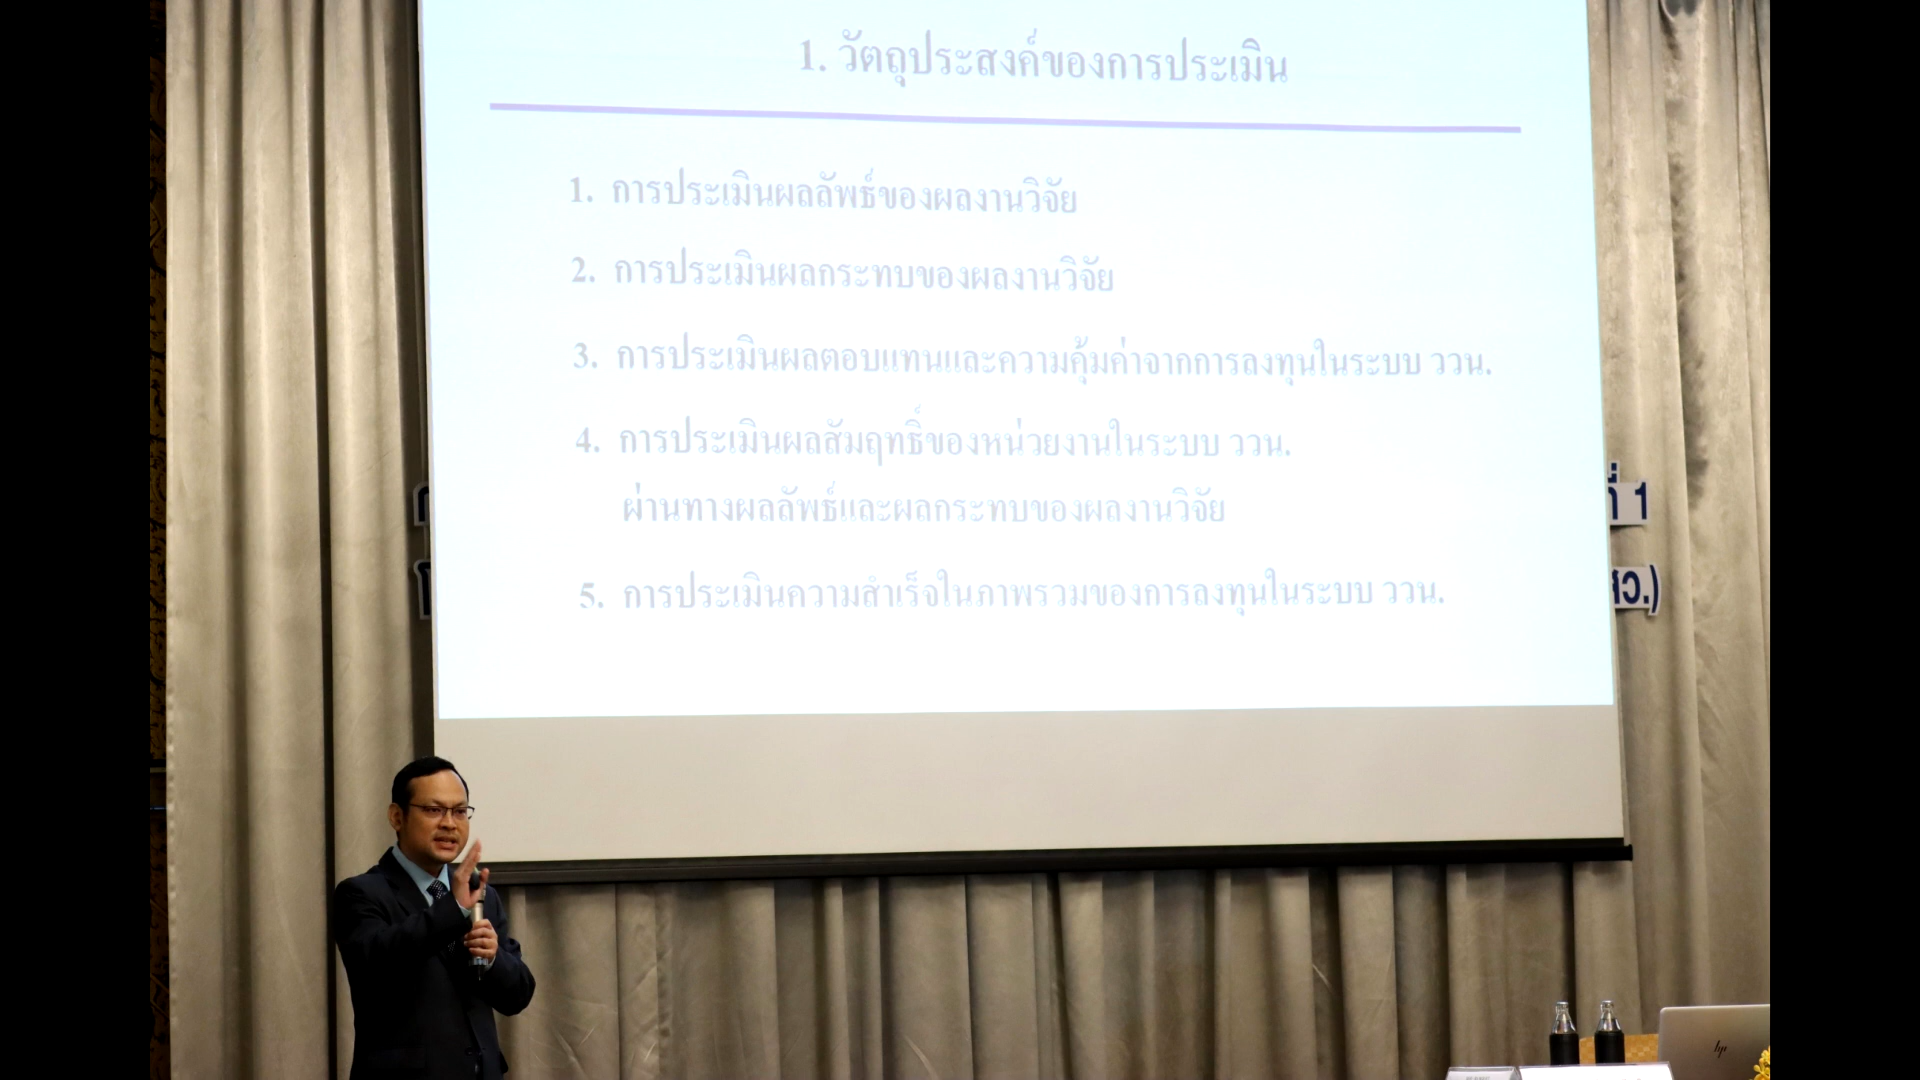 1. วัตถุประสงค์ของการประเมิน
1. การประเมินผลลัพธ์ของผลงานวิจัย
2. การประเมินผลกระทบของผลงานวิจัย
3. การประเมินผลตอบแทนและความคุ้มค่าจากการลงทุนในระบบ ววน.
4. การประเมินผลสัมฤทธิ์ของหน่วยงานในระบบ ววน.
ผ่านทางผลลัพธ์และผลกระทบของผลงานวิจัย
5. การประเมินความสำเร็จในภาพรวมของการลงทุนในระบบ ววน.
ที่ 1
สว.)
hp